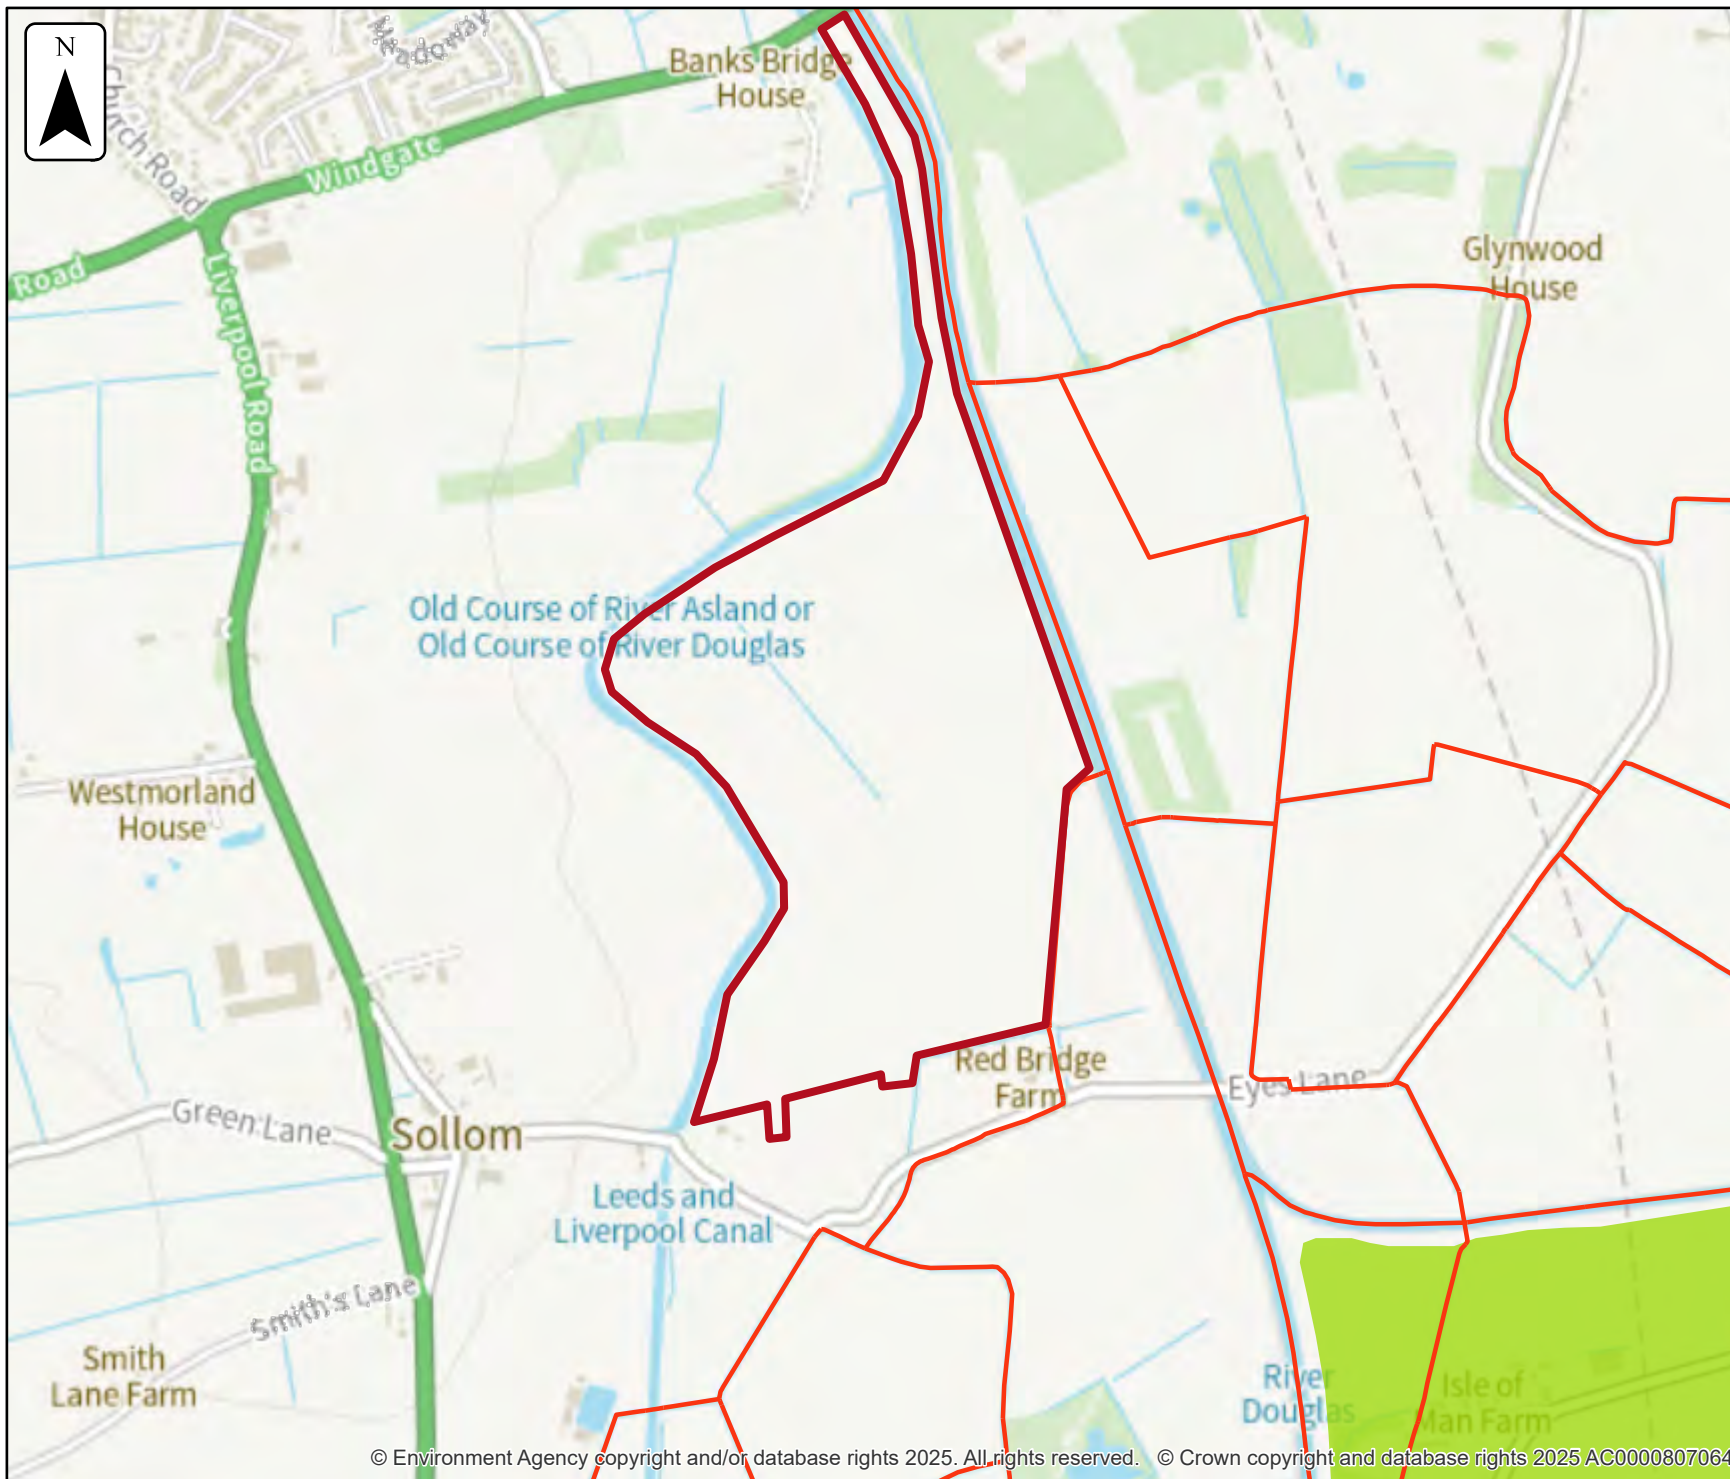 N
Church Road
Banks Bridge
House
Windgate
Road
Liverpool Road
Glynwood
House
Old Course of River Asland or
Old Course of River Douglas
Westmorland
House
Red Bridge
Farm
Eyes Lane
Green Lane
Sollom
Leeds and
Liverpool Canal
Smith's Lane
Smith
Lane Farm
River
Douglas
Isle of
Man Farm
© Environment Agency copyright and/or database rights 2025. All rights reserved. © Crown copyright and database rights 2025 AC0000807064